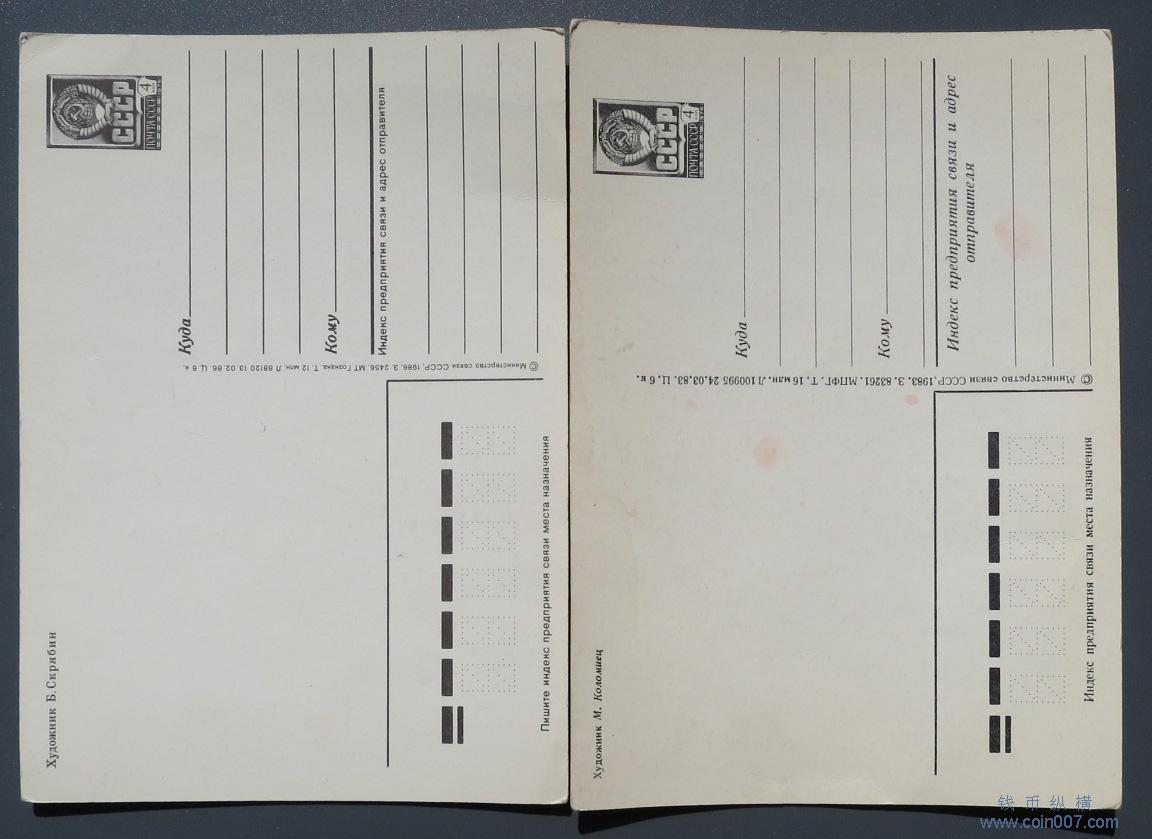 СССР
ПОЧТА СССР
4
1976
Куда
Кому
Индекс предприятия связи и адрес отправителя
© Министерство связи СССР, 1986. З. 2456. МТ Гознака. Т. 12 млн. Л 88120 13. 02. 86. Ц. 6 к.
Пишите индекс предприятия связи места назначения
Художник Б. Скрябин
СССР
ПОЧТА СССР
4
1976
Куда
Кому
Индекс предприятия связи и адрес
отправителя
© Министерство связи СССР, 1983. З. 83261. МПФГ. Т. 16 млн. Л 100995 24.03.83. Ц. 6 к.
Индекс предприятия связи места назначения
Художник М. Коломиец
钱币纵横
www.coin007.com